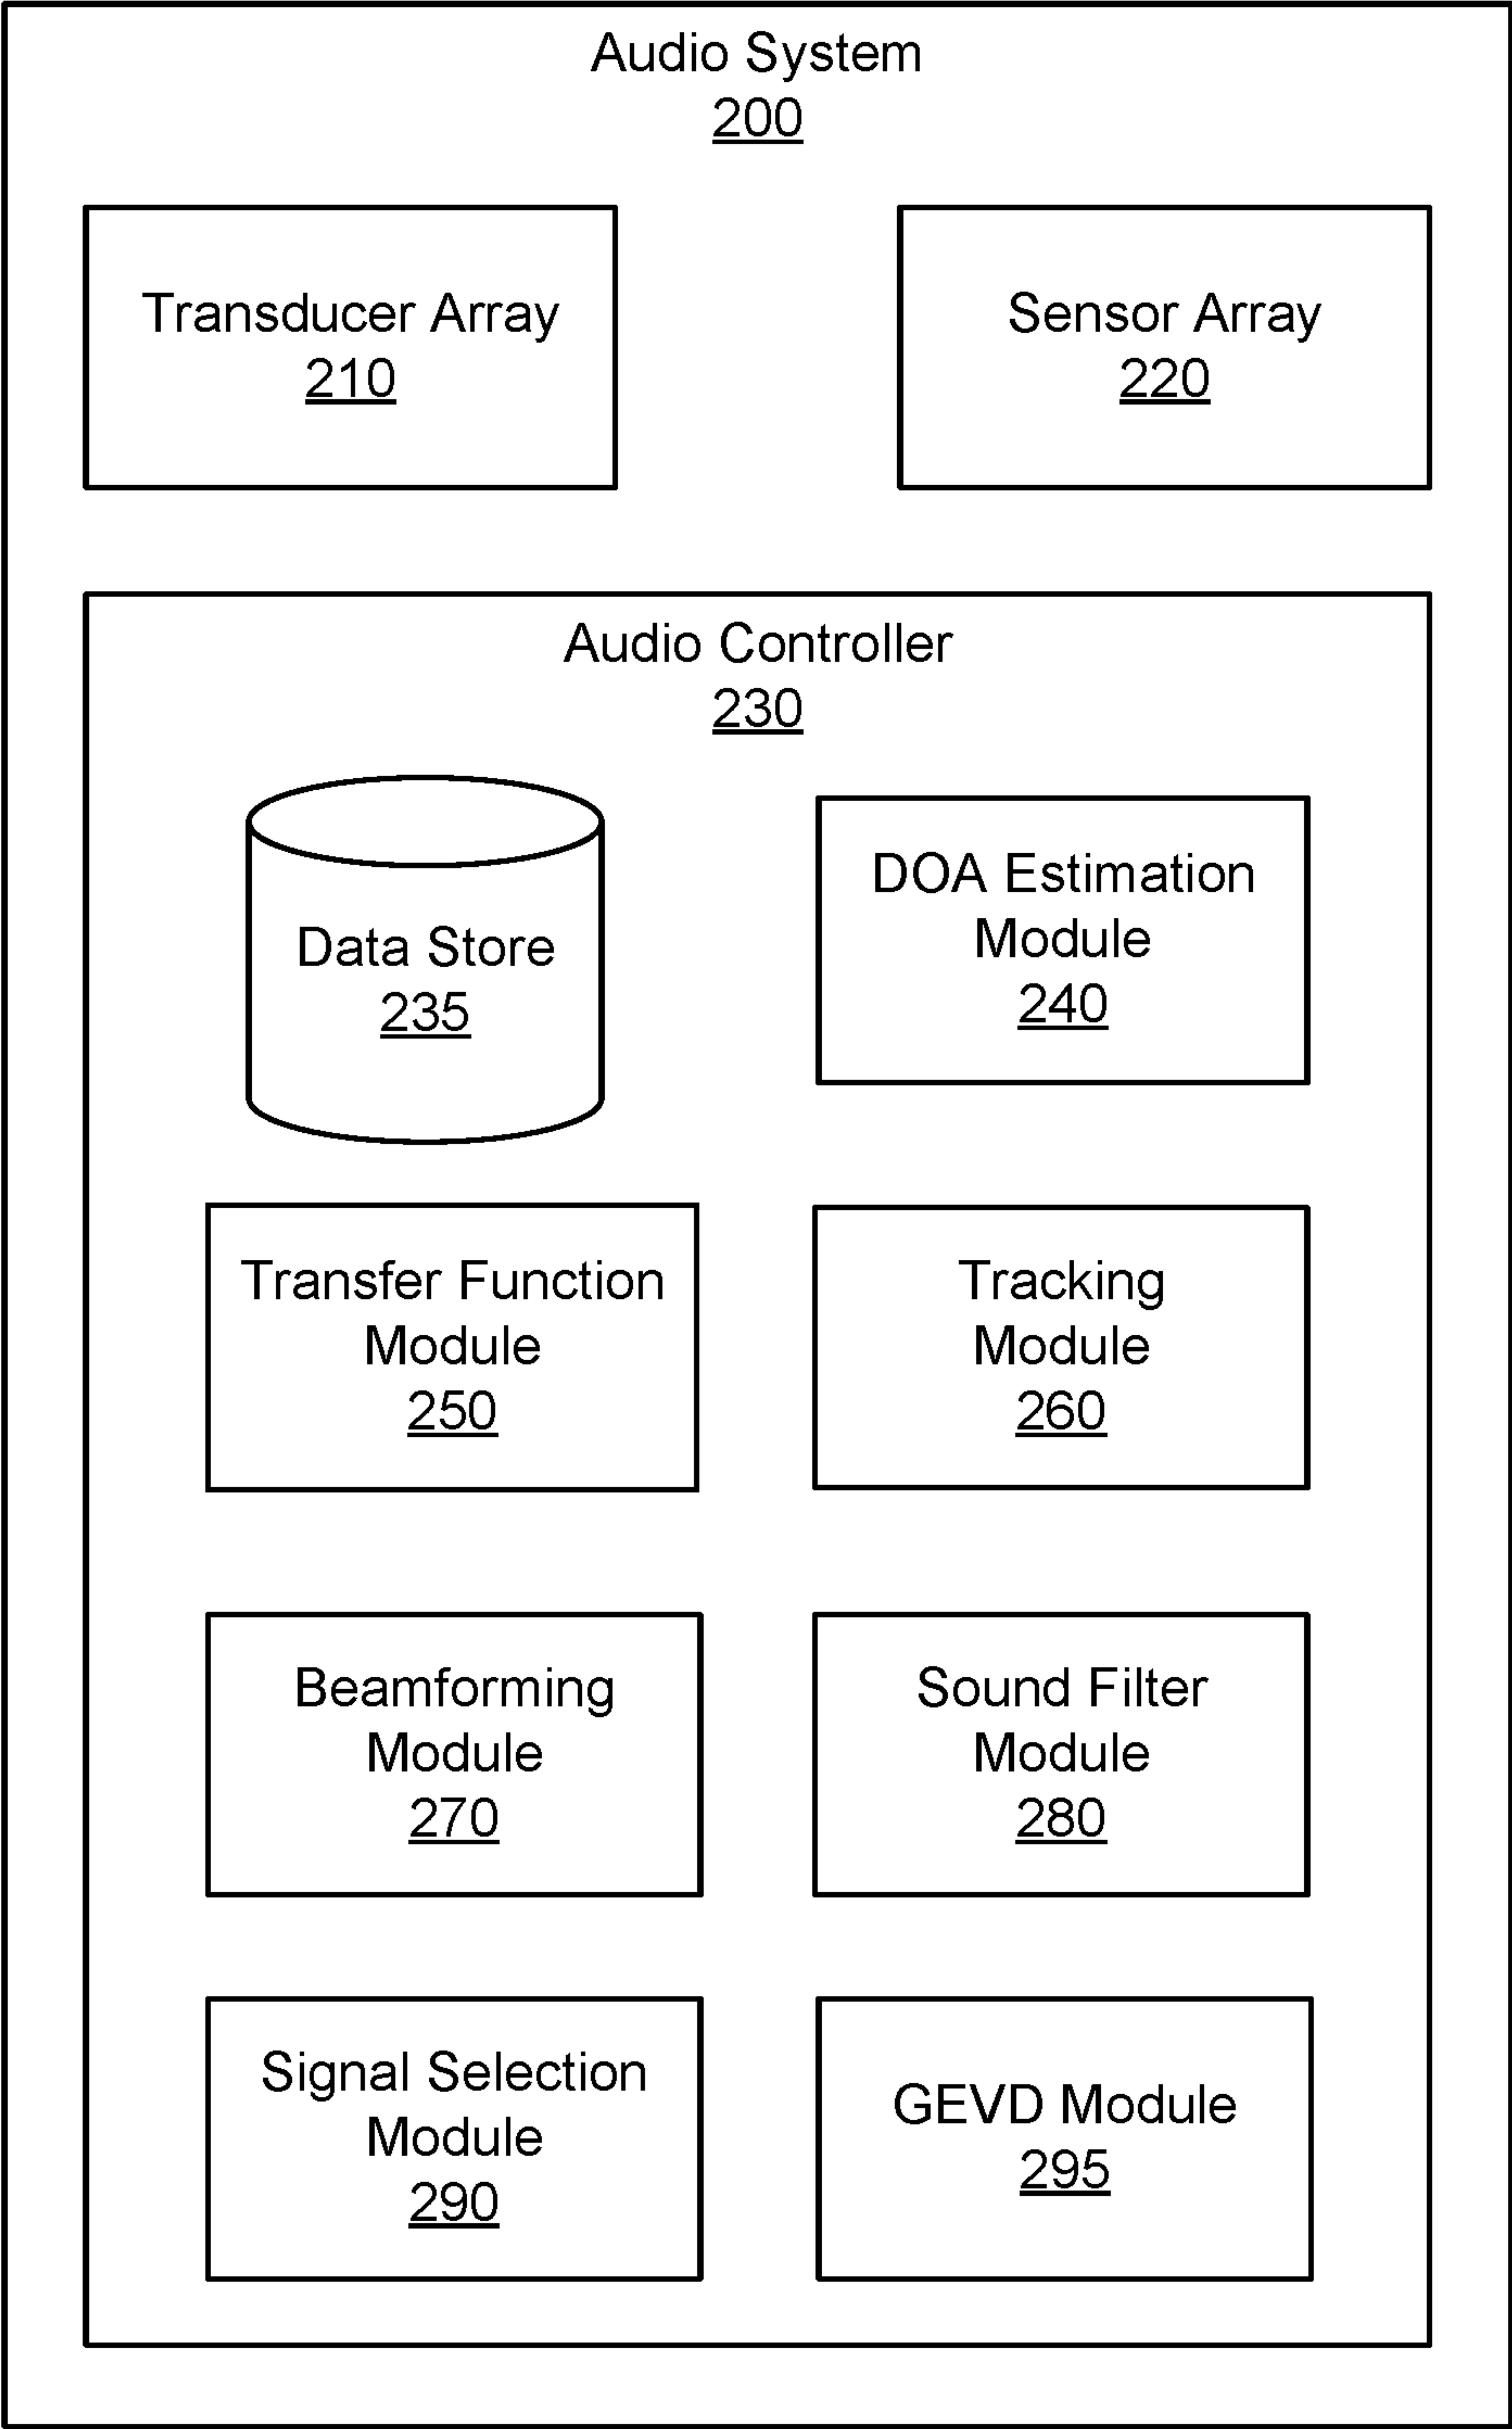 Audio System
200
Transducer Array
210
Sensor Array
220
Audio Controller
230
Data Store
235
DOA Estimation
Module
240
Transfer Function
Module
250
Tracking
Module
260
Beamforming
Module
270
Sound Filter
Module
280
Signal Selection
Module
290
GEVD Module
295